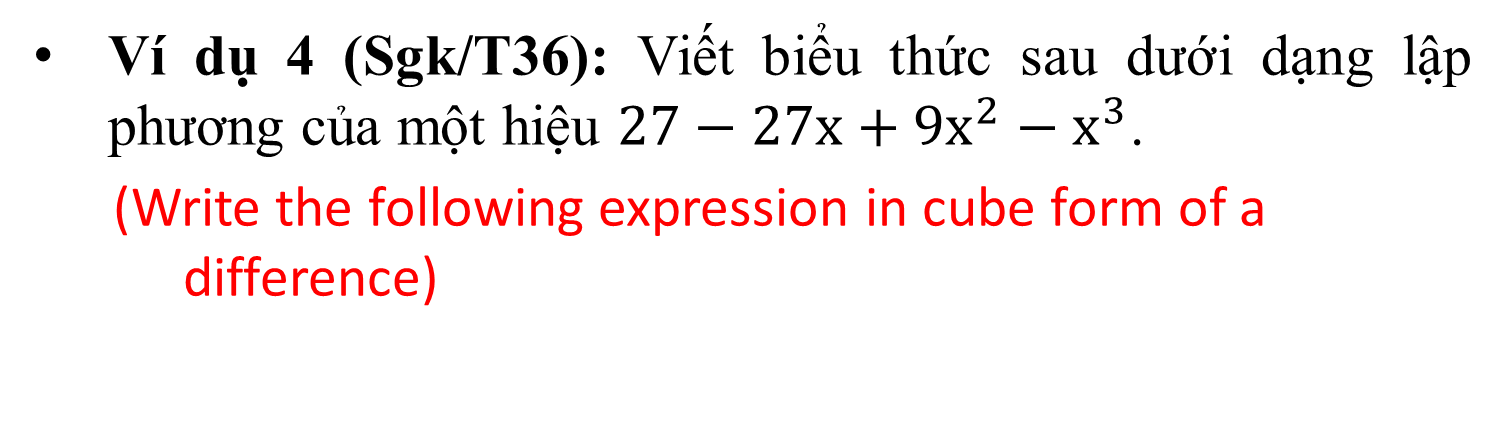 • Ví dụ 4 (Sgk/T36): Viết biểu thức sau dưới dạng lập
phương của một hiệu 27 − 27x + 9x² − x³.
(Write the following expression in cube form of a
difference)